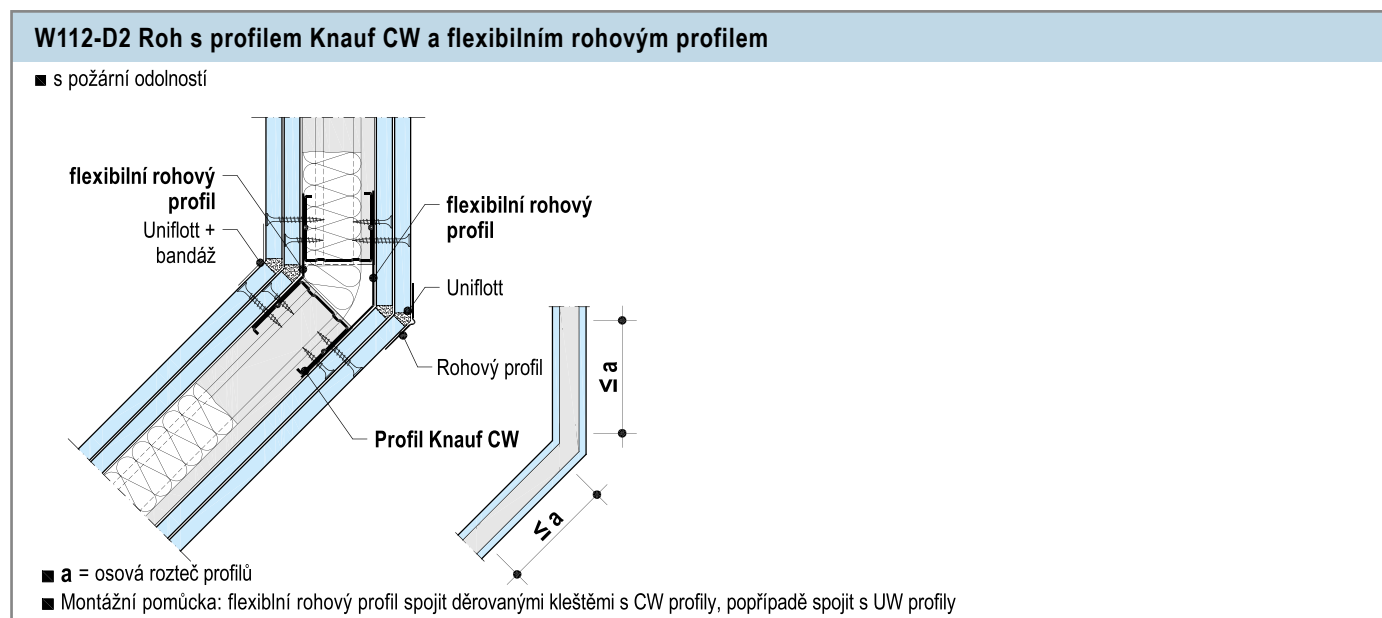 W112-D2 Roh s profilem Knauf CW a flexibilním rohovým profilem
■ s požární odolností
flexibilní rohový
profil
Uniflott +
bandáž
flexibilní rohový
profil
Uniflott
Rohový profil
Profil Knauf CW
≤ a
≤ a
■ a = osová rozteč profilů
■ Montážní pomůcka: flexiblní rohový profil spojit děrovanými kleštěmi s CW profily, popřípadě spojit s UW profily